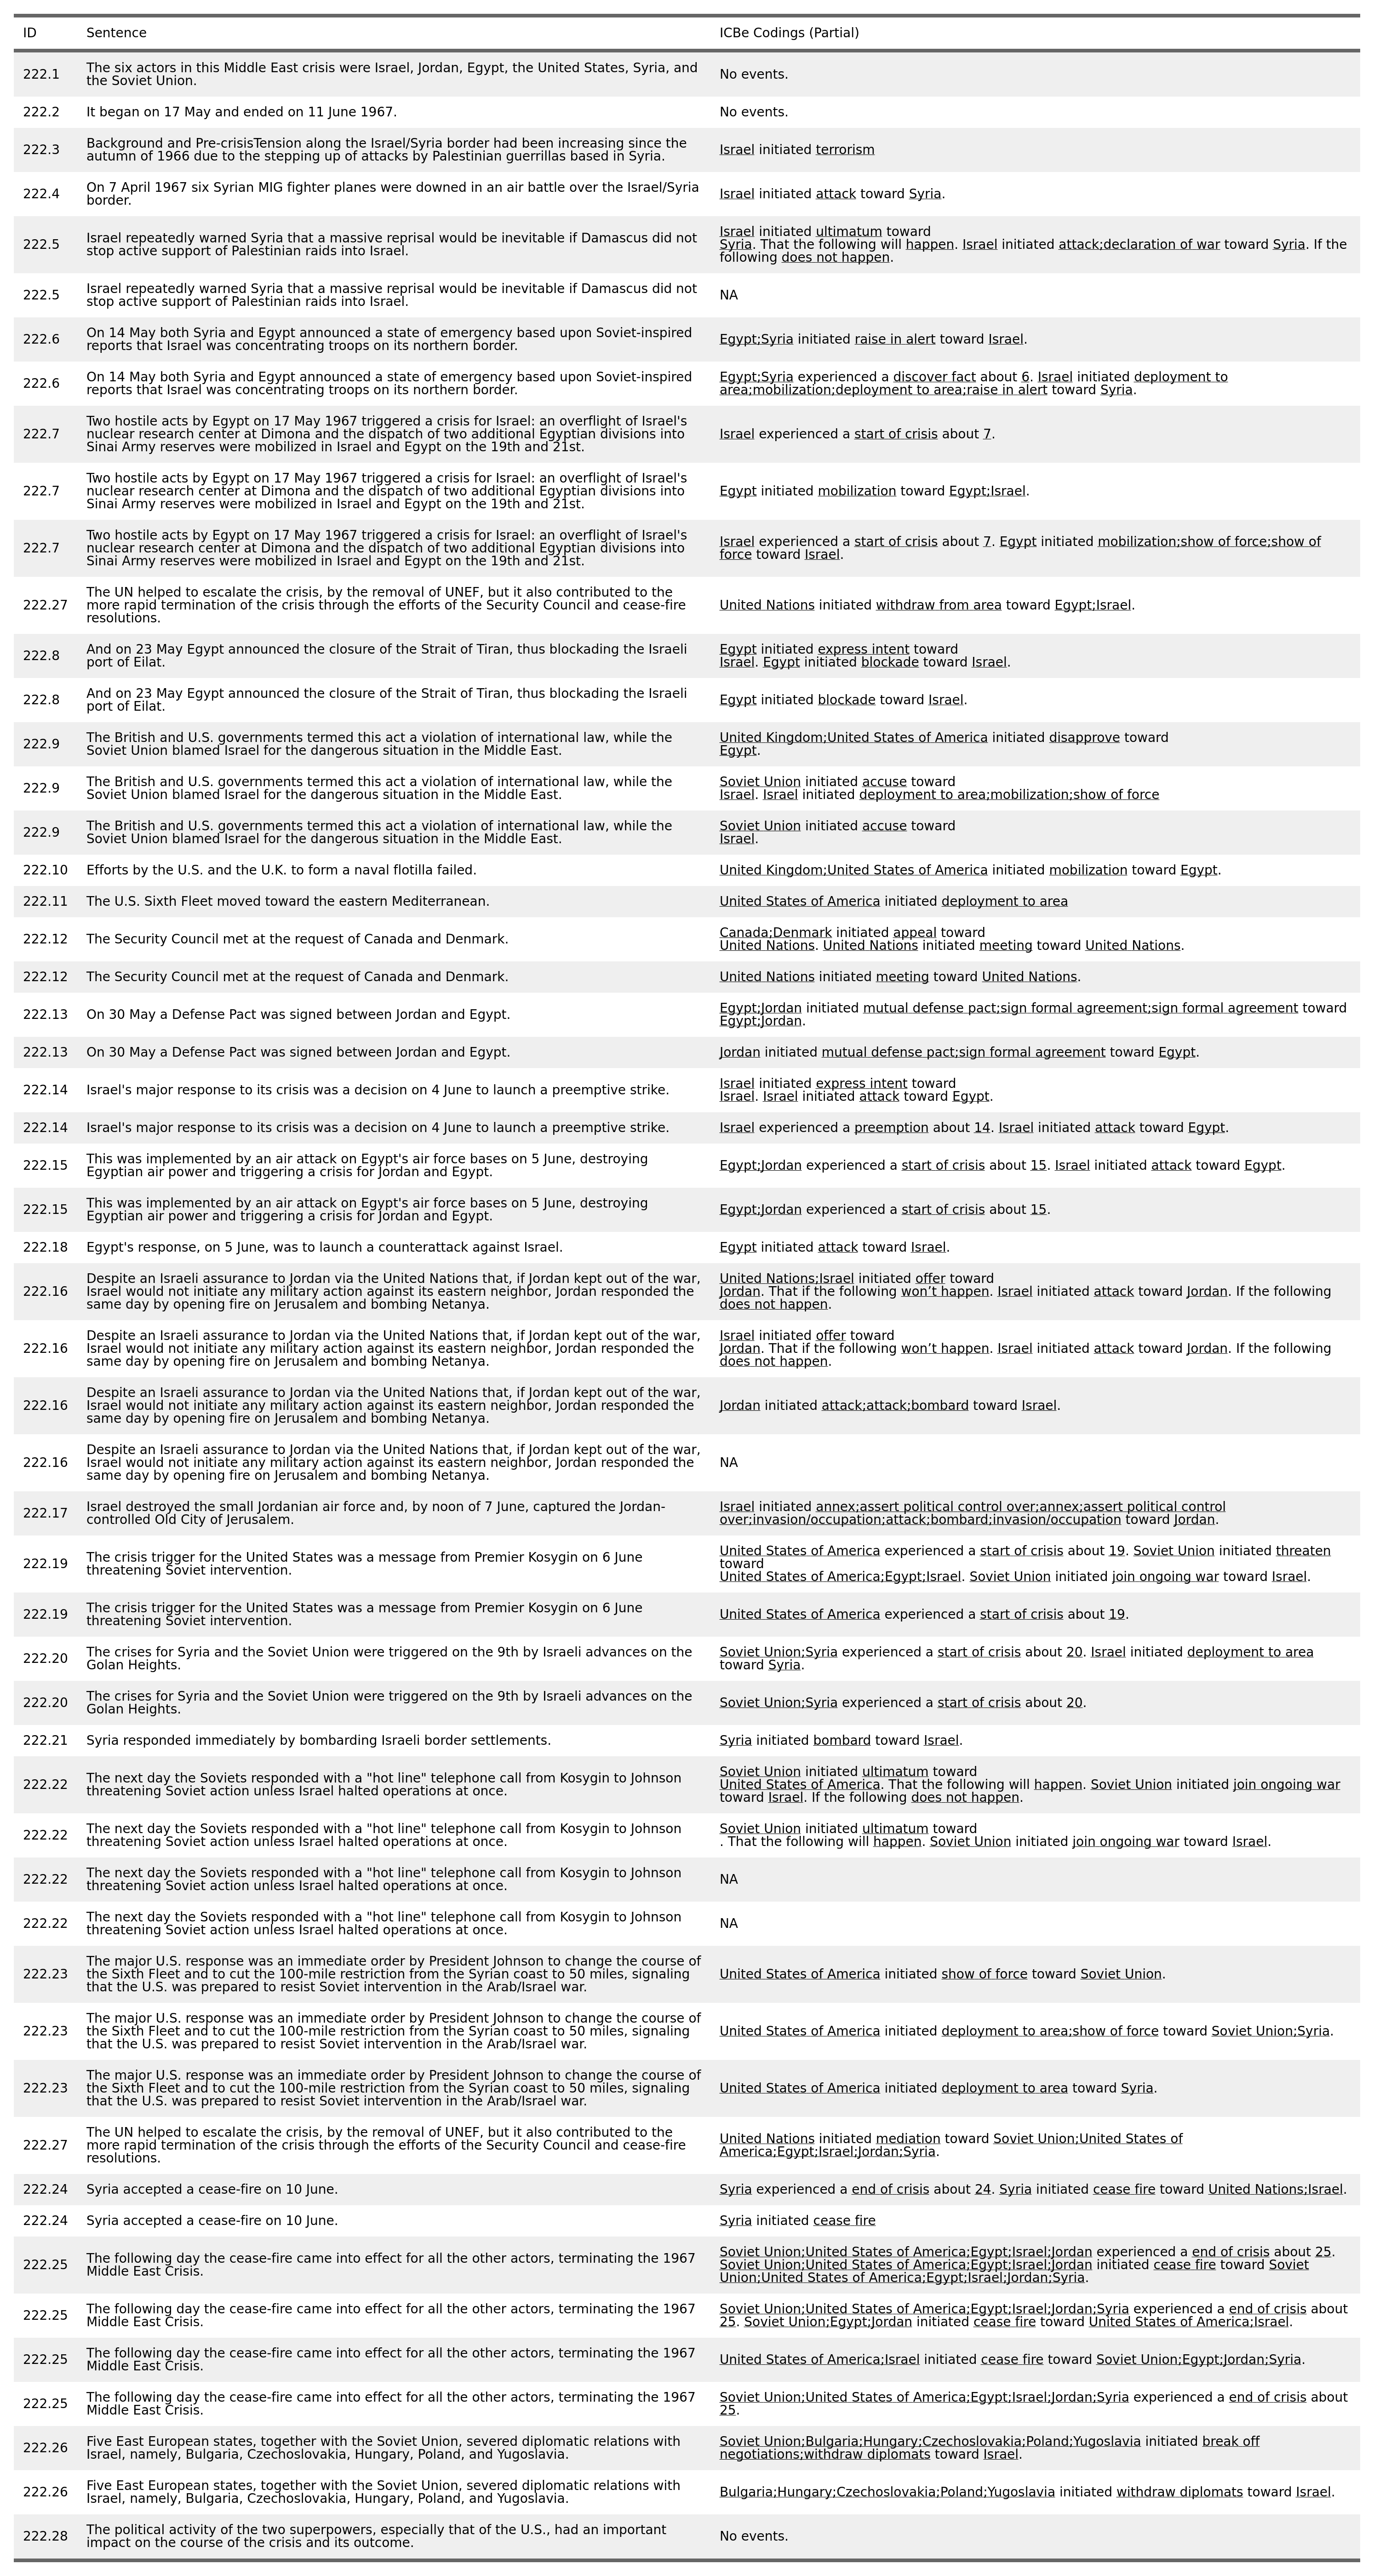 ID Sentence ICBe Codings (Partial)
222.1 The six actors in this Middle East crisis were Israel, Jordan, Egypt, the United States, Syria, and
the Soviet Union. No events.
222.2 It began on 17 May and ended on 11 June 1967. No events.
222.3 Background and Pre-crisisTension along the Israel/Syria border had been increasing since the
autumn of 1966 due to the stepping up of attacks by Palestinian guerrillas based in Syria. Israel initiated terrorism
222.4 On 7 April 1967 six Syrian MIG fighter planes were downed in an air battle over the Israel/Syria
border. Israel initiated attack toward Syria.
222.5 Israel repeatedly warned Syria that a massive reprisal would be inevitable if Damascus did not
stop active support of Palestinian raids into Israel.
Israel initiated ultimatum toward
Syria. That the following will happen. Israel initiated attack;declaration of war toward Syria. If the
following does not happen.
222.5 Israel repeatedly warned Syria that a massive reprisal would be inevitable if Damascus did not
stop active support of Palestinian raids into Israel. NA
222.6 On 14 May both Syria and Egypt announced a state of emergency based upon Soviet-inspired
reports that Israel was concentrating troops on its northern border. Egypt;Syria initiated raise in alert toward Israel.
222.6 On 14 May both Syria and Egypt announced a state of emergency based upon Soviet-inspired
reports that Israel was concentrating troops on its northern border.
Egypt;Syria experienced a discover fact about 6. Israel initiated deployment to
area;mobilization;deployment to area;raise in alert toward Syria.
222.7 Two hostile acts by Egypt on 17 May 1967 triggered a crisis for Israel: an overflight of Israel's
nuclear research center at Dimona and the dispatch of two additional Egyptian divisions into
Sinai Army reserves were mobilized in Israel and Egypt on the 19th and 21st.
Israel experienced a start of crisis about 7.
222.7 Two hostile acts by Egypt on 17 May 1967 triggered a crisis for Israel: an overflight of Israel's
nuclear research center at Dimona and the dispatch of two additional Egyptian divisions into
Sinai Army reserves were mobilized in Israel and Egypt on the 19th and 21st.
Egypt initiated mobilization toward Egypt;Israel.
222.7 Two hostile acts by Egypt on 17 May 1967 triggered a crisis for Israel: an overflight of Israel's
nuclear research center at Dimona and the dispatch of two additional Egyptian divisions into
Sinai Army reserves were mobilized in Israel and Egypt on the 19th and 21st.
Israel experienced a start of crisis about 7. Egypt initiated mobilization;show of force;show of
force toward Israel.
222.27 The UN helped to escalate the crisis, by the removal of UNEF, but it also contributed to the
more rapid termination of the crisis through the efforts of the Security Council and cease-fire
resolutions.
United Nations initiated withdraw from area toward Egypt;Israel.
222.8 And on 23 May Egypt announced the closure of the Strait of Tiran, thus blockading the Israeli
port of Eilat.
Egypt initiated express intent toward
Israel. Egypt initiated blockade toward Israel.
222.8 And on 23 May Egypt announced the closure of the Strait of Tiran, thus blockading the Israeli
port of Eilat. Egypt initiated blockade toward Israel.
222.9 The British and U.S. governments termed this act a violation of international law, while the
Soviet Union blamed Israel for the dangerous situation in the Middle East.
United Kingdom;United States of America initiated disapprove toward
Egypt.
222.9 The British and U.S. governments termed this act a violation of international law, while the
Soviet Union blamed Israel for the dangerous situation in the Middle East.
Soviet Union initiated accuse toward
Israel. Israel initiated deployment to area;mobilization;show of force
222.9 The British and U.S. governments termed this act a violation of international law, while the
Soviet Union blamed Israel for the dangerous situation in the Middle East.
Soviet Union initiated accuse toward
Israel.
222.10 Efforts by the U.S. and the U.K. to form a naval flotilla failed. United Kingdom;United States of America initiated mobilization toward Egypt.
222.11 The U.S. Sixth Fleet moved toward the eastern Mediterranean. United States of America initiated deployment to area
222.12 The Security Council met at the request of Canada and Denmark.
Canada;Denmark initiated appeal toward
United Nations. United Nations initiated meeting toward United Nations.
222.12 The Security Council met at the request of Canada and Denmark. United Nations initiated meeting toward United Nations.
222.13 On 30 May a Defense Pact was signed between Jordan and Egypt.
Egypt;Jordan initiated mutual defense pact;sign formal agreement;sign formal agreement toward
Egypt;Jordan.
222.13 On 30 May a Defense Pact was signed between Jordan and Egypt. Jordan initiated mutual defense pact;sign formal agreement toward Egypt.
222.14 Israel's major response to its crisis was a decision on 4 June to launch a preemptive strike.
Israel initiated express intent toward
Israel. Israel initiated attack toward Egypt.
222.14 Israel's major response to its crisis was a decision on 4 June to launch a preemptive strike. Israel experienced a preemption about 14. Israel initiated attack toward Egypt.
222.15 This was implemented by an air attack on Egypt's air force bases on 5 June, destroying
Egyptian air power and triggering a crisis for Jordan and Egypt. Egypt;Jordan experienced a start of crisis about 15. Israel initiated attack toward Egypt.
222.15 This was implemented by an air attack on Egypt's air force bases on 5 June, destroying
Egyptian air power and triggering a crisis for Jordan and Egypt. Egypt;Jordan experienced a start of crisis about 15.
222.18 Egypt's response, on 5 June, was to launch a counterattack against Israel. Egypt initiated attack toward Israel.
222.16 Despite an Israeli assurance to Jordan via the United Nations that, if Jordan kept out of the war,
Israel would not initiate any military action against its eastern neighbor, Jordan responded the
same day by opening fire on Jerusalem and bombing Netanya.
United Nations;Israel initiated offer toward
Jordan. That if the following won't happen. Israel initiated attack toward Jordan. If the following
does not happen.
222.16 Despite an Israeli assurance to Jordan via the United Nations that, if Jordan kept out of the war,
Israel would not initiate any military action against its eastern neighbor, Jordan responded the
same day by opening fire on Jerusalem and bombing Netanya.
Israel initiated offer toward
Jordan. That if the following won't happen. Israel initiated attack toward Jordan. If the following
does not happen.
222.16 Despite an Israeli assurance to Jordan via the United Nations that, if Jordan kept out of the war,
Israel would not initiate any military action against its eastern neighbor, Jordan responded the
same day by opening fire on Jerusalem and bombing Netanya.
Jordan initiated attack;attack;bombard toward Israel.
222.16 Despite an Israeli assurance to Jordan via the United Nations that, if Jordan kept out of the war,
Israel would not initiate any military action against its eastern neighbor, Jordan responded the
same day by opening fire on Jerusalem and bombing Netanya.
NA
222.17 Israel destroyed the small Jordanian air force and, by noon of 7 June, captured the Jordan-
controlled Old City of Jerusalem.
Israel initiated annex;assert political control over;annex;assert political control
over;invasion/occupation;attack;bombard;invasion/occupation toward Jordan.
222.19 The crisis trigger for the United States was a message from Premier Kosygin on 6 June
threatening Soviet intervention.
United States of America experienced a start of crisis about 19. Soviet Union initiated threaten
toward
United States of America;Egypt;Israel. Soviet Union initiated join ongoing war toward Israel.
222.19 The crisis trigger for the United States was a message from Premier Kosygin on 6 June
threatening Soviet intervention. United States of America experienced a start of crisis about 19.
222.20 The crises for Syria and the Soviet Union were triggered on the 9th by Israeli advances on the
Golan Heights.
Soviet Union;Syria experienced a start of crisis about 20. Israel initiated deployment to area
toward Syria.
222.20 The crises for Syria and the Soviet Union were triggered on the 9th by Israeli advances on the
Golan Heights. Soviet Union;Syria experienced a start of crisis about 20.
222.21 Syria responded immediately by bombarding Israeli border settlements. Syria initiated bombard toward Israel.
222.22 The next day the Soviets responded with a "hot line" telephone call from Kosygin to Johnson
threatening Soviet action unless Israel halted operations at once.
Soviet Union initiated ultimatum toward
United States of America. That the following will happen. Soviet Union initiated join ongoing war
toward Israel. If the following does not happen.
222.22 The next day the Soviets responded with a "hot line" telephone call from Kosygin to Johnson
threatening Soviet action unless Israel halted operations at once.
Soviet Union initiated ultimatum toward
. That the following will happen. Soviet Union initiated join ongoing war toward Israel.
222.22 The next day the Soviets responded with a "hot line" telephone call from Kosygin to Johnson
threatening Soviet action unless Israel halted operations at once. NA
222.22 The next day the Soviets responded with a "hot line" telephone call from Kosygin to Johnson
threatening Soviet action unless Israel halted operations at once. NA
222.23 The major U.S. response was an immediate order by President Johnson to change the course of
the Sixth Fleet and to cut the 100-mile restriction from the Syrian coast to 50 miles, signaling
that the U.S. was prepared to resist Soviet intervention in the Arab/Israel war.
United States of America initiated show of force toward Soviet Union.
222.23 The major U.S. response was an immediate order by President Johnson to change the course of
the Sixth Fleet and to cut the 100-mile restriction from the Syrian coast to 50 miles, signaling
that the U.S. was prepared to resist Soviet intervention in the Arab/Israel war.
United States of America initiated deployment to area;show of force toward Soviet Union;Syria.
222.23 The major U.S. response was an immediate order by President Johnson to change the course of
the Sixth Fleet and to cut the 100-mile restriction from the Syrian coast to 50 miles, signaling
that the U.S. was prepared to resist Soviet intervention in the Arab/Israel war.
United States of America initiated deployment to area toward Syria.
222.27 The UN helped to escalate the crisis, by the removal of UNEF, but it also contributed to the
more rapid termination of the crisis through the efforts of the Security Council and cease-fire
resolutions.
United Nations initiated mediation toward Soviet Union;United States of
America;Egypt;Israel;Jordan;Syria.
222.24 Syria accepted a cease-fire on 10 June. Syria experienced a end of crisis about 24. Syria initiated cease fire toward United Nations;Israel.
222.24 Syria accepted a cease-fire on 10 June. Syria initiated cease fire
222.25 The following day the cease-fire came into effect for all the other actors, terminating the 1967
Middle East Crisis.
Soviet Union;United States of America;Egypt;Israel;Jordan experienced a end of crisis about 25.
Soviet Union;United States of America;Egypt;Israel;Jordan initiated cease fire toward Soviet
Union;United States of America;Egypt;Israel;Jordan;Syria.
222.25 The following day the cease-fire came into effect for all the other actors, terminating the 1967
Middle East Crisis.
Soviet Union;United States of America;Egypt;Israel;Jordan;Syria experienced a end of crisis about
25. Soviet Union;Egypt;Jordan initiated cease fire toward United States of America;Israel.
222.25 The following day the cease-fire came into effect for all the other actors, terminating the 1967
Middle East Crisis. United States of America;Israel initiated cease fire toward Soviet Union;Egypt;Jordan;Syria.
222.25 The following day the cease-fire came into effect for all the other actors, terminating the 1967
Middle East Crisis.
Soviet Union;United States of America;Egypt;Israel;Jordan;Syria experienced a end of crisis about
25.
222.26 Five East European states, together with the Soviet Union, severed diplomatic relations with
Israel, namely, Bulgaria, Czechoslovakia, Hungary, Poland, and Yugoslavia.
Soviet Union;Bulgaria;Hungary;Czechoslovakia;Poland;Yugoslavia initiated break off
negotiations;withdraw diplomats toward Israel.
222.26 Five East European states, together with the Soviet Union, severed diplomatic relations with
Israel, namely, Bulgaria, Czechoslovakia, Hungary, Poland, and Yugoslavia. Bulgaria;Hungary;Czechoslovakia;Poland;Yugoslavia initiated withdraw diplomats toward Israel.
222.28 The political activity of the two superpowers, especially that of the U.S., had an important
impact on the course of the crisis and its outcome. No events.